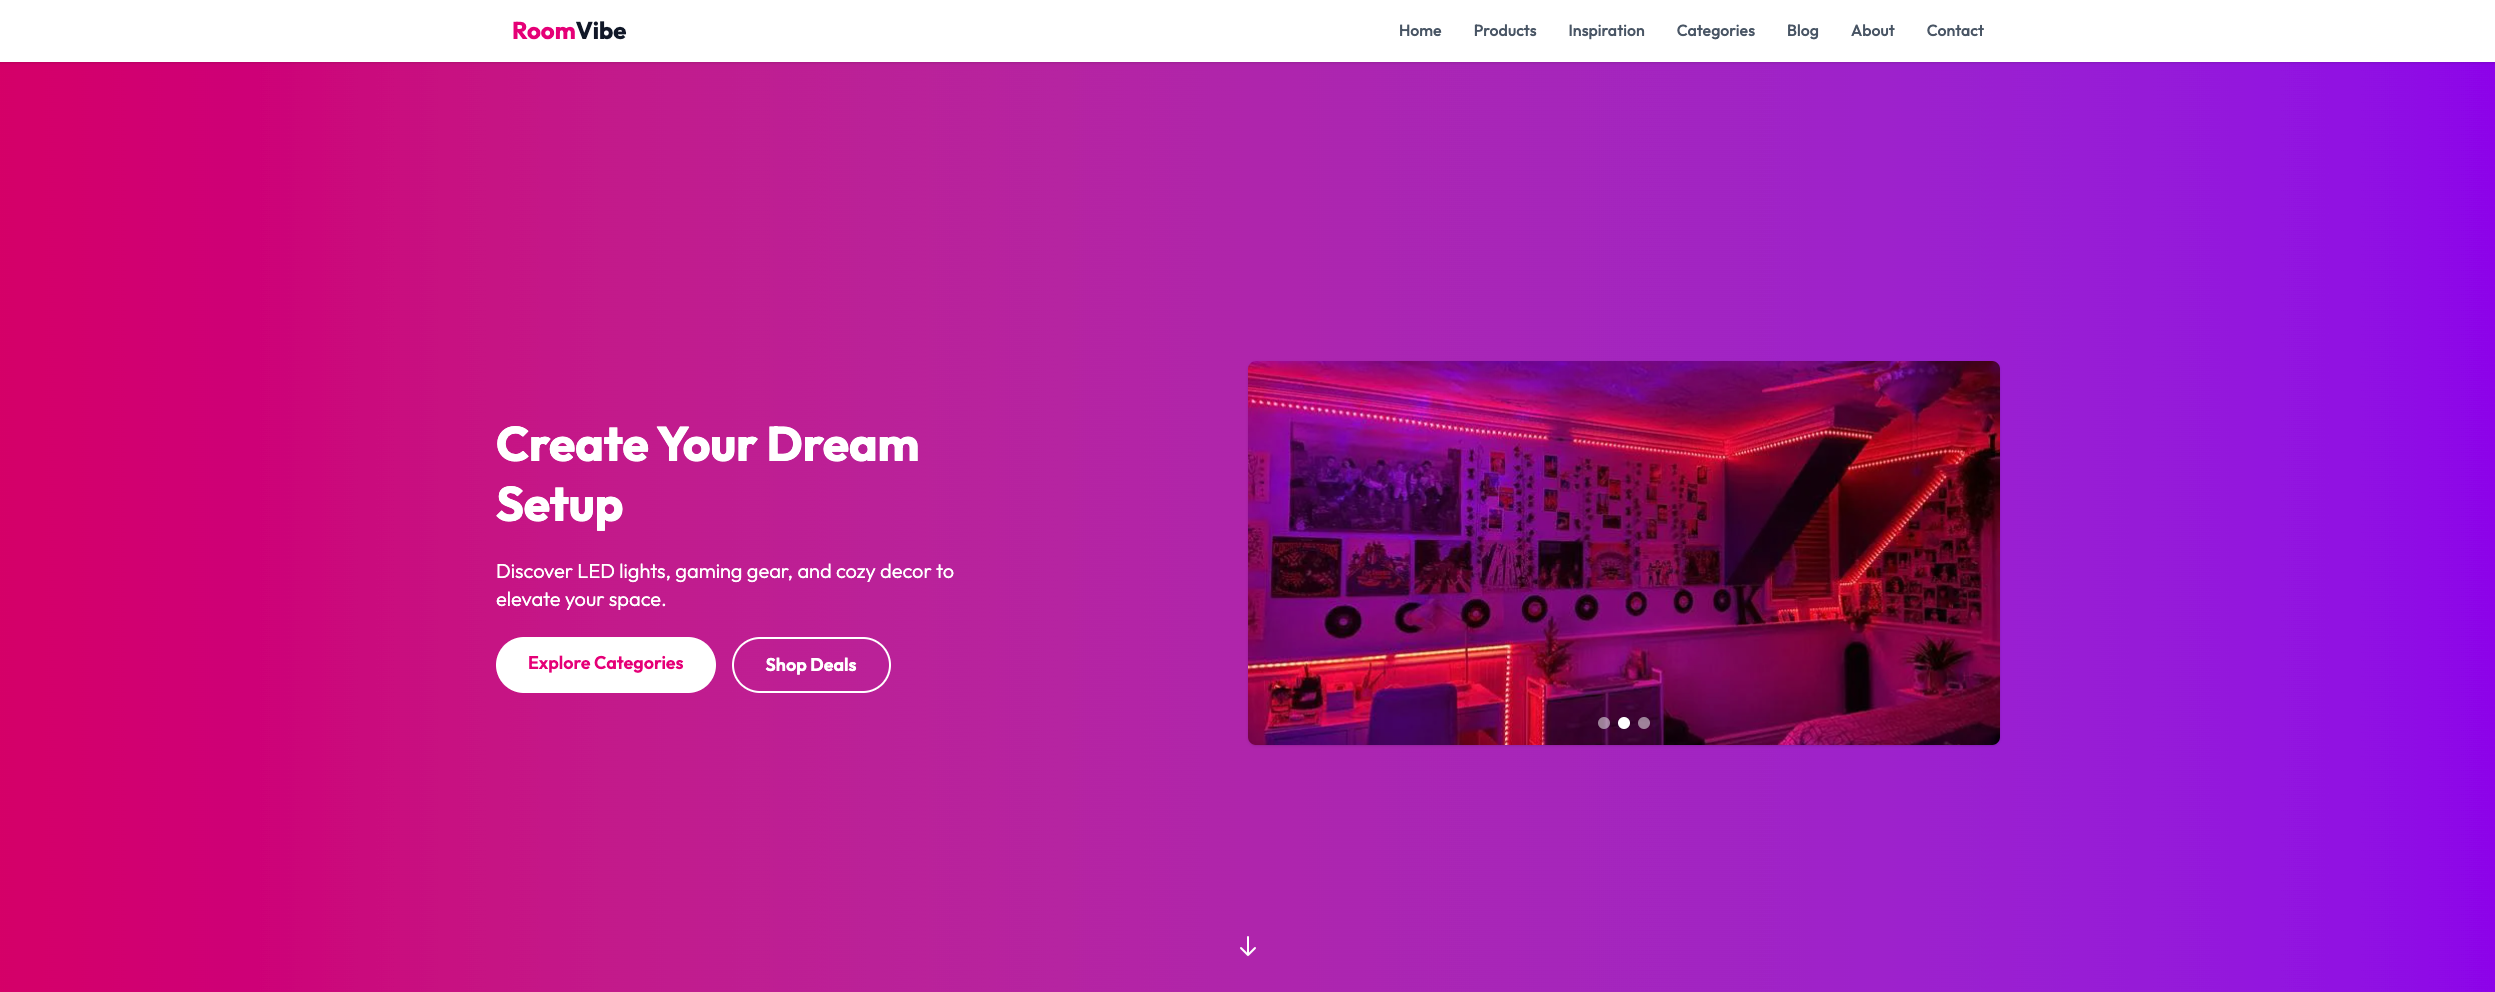 RoomVibe
Home Products Inspiration Categories Blog About Contact
Create Your Dream
Setup
Discover LED lights, gaming gear, and cozy decor to
elevate your space.
Explore Categories
Shop Deals
K